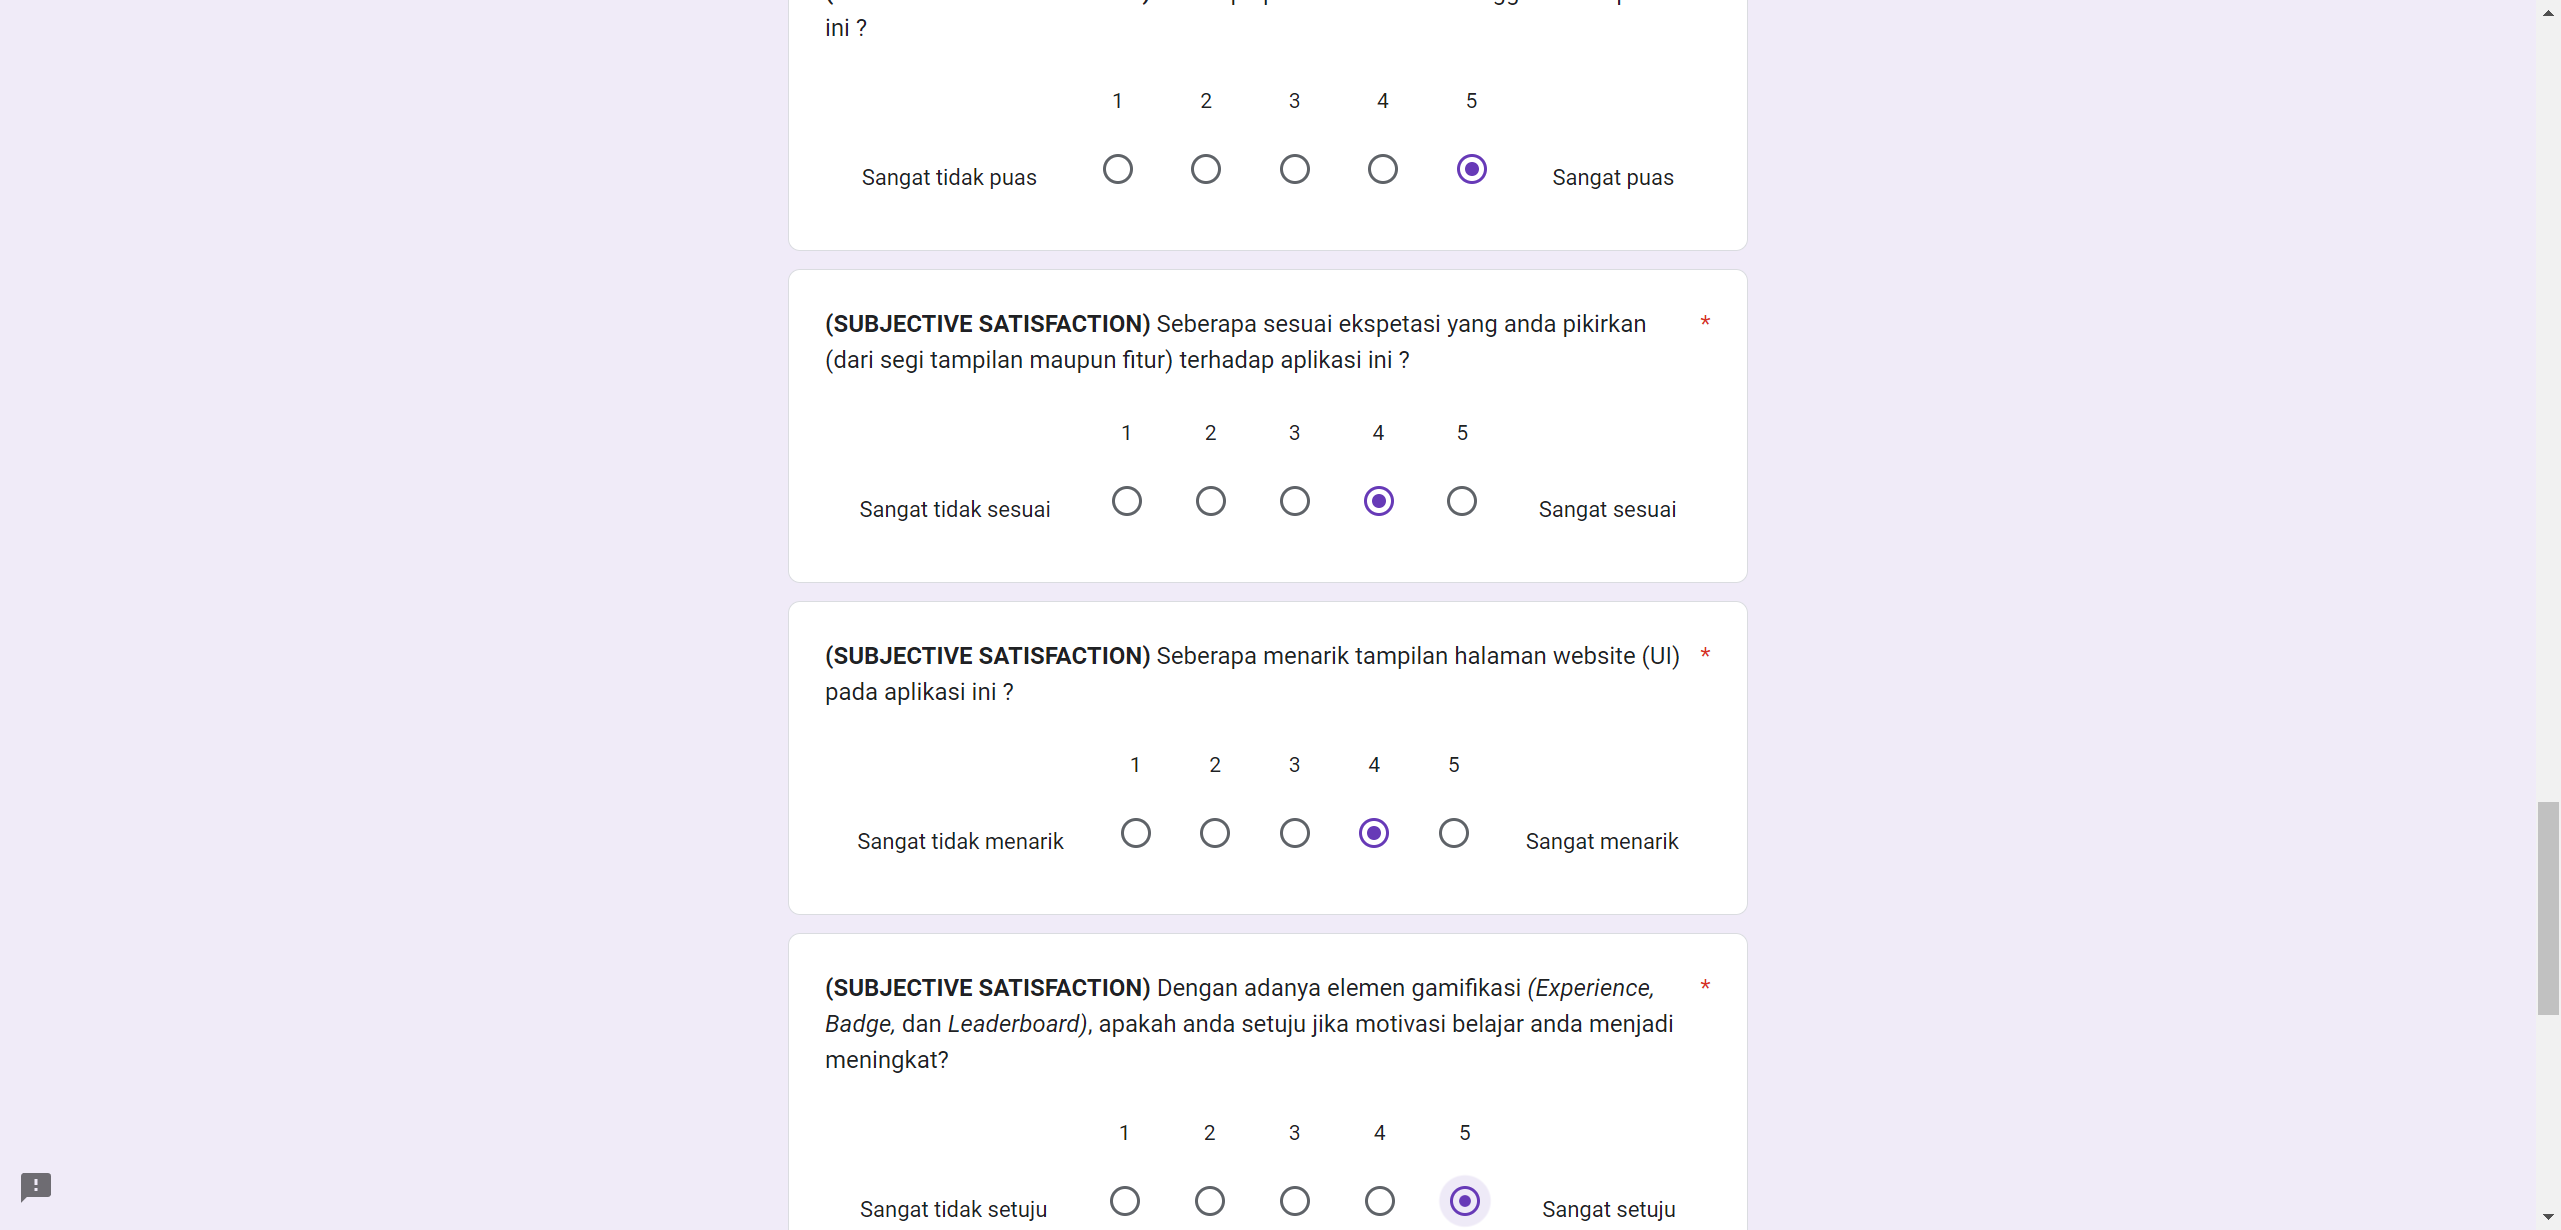 ini ?
1 2 3 4 5
Sangat tidak puas Sangat puas
(SUBJECTIVE SATISFACTION) Seberapa sesuai ekspetasi yang anda pikirkan *
(dari segi tampilan maupun fitur) terhadap aplikasi ini ?
1 2 3 4 5
Sangat tidak sesuai Sangat sesuai
(SUBJECTIVE SATISFACTION) Seberapa menarik tampilan halaman website (UI) *
pada aplikasi ini ?
1 2 3 4 5
Sangat tidak menarik Sangat menarik
(SUBJECTIVE SATISFACTION) Dengan adanya elemen gamifikasi (Experience, *
Badge, dan Leaderboard), apakah anda setuju jika motivasi belajar anda menjadi
meningkat?
1 2 3 4 5
Sangat tidak setuju Sangat setuju